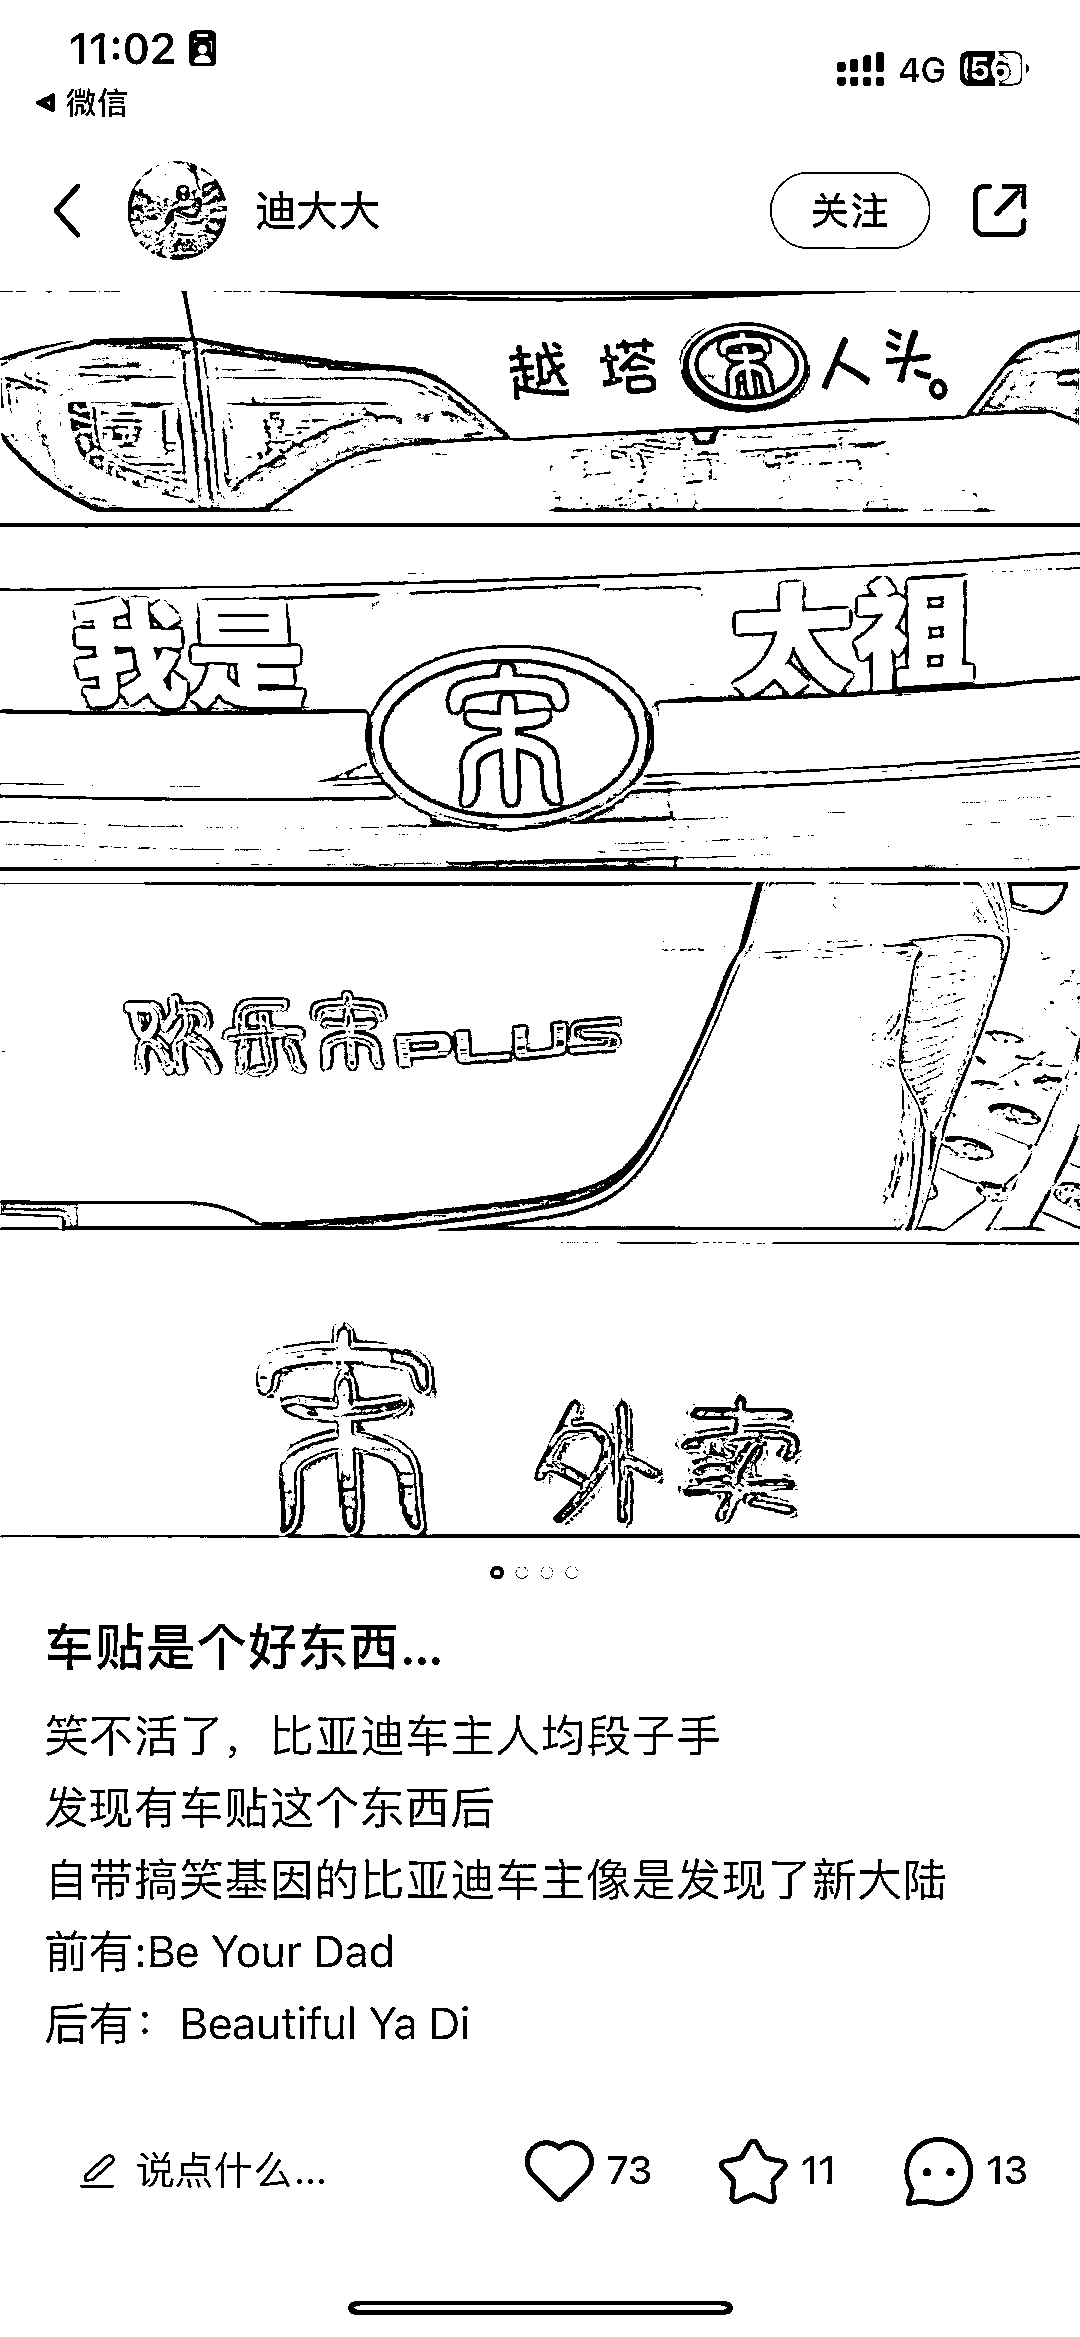 11:02
4G 56
微信
迪大大
关注
越塔宋人头。
我是宋太祖
欢乐宋PLUS
宋 外卖
车贴是个好东西...
笑不活了，比亚迪车主人均段子手
发现有车贴这个东西后
自带搞笑基因的比亚迪车主像是发现了新大陆
前有:Be Your Dad
后有：Beautiful Ya Di
说点什么...
73
11
13